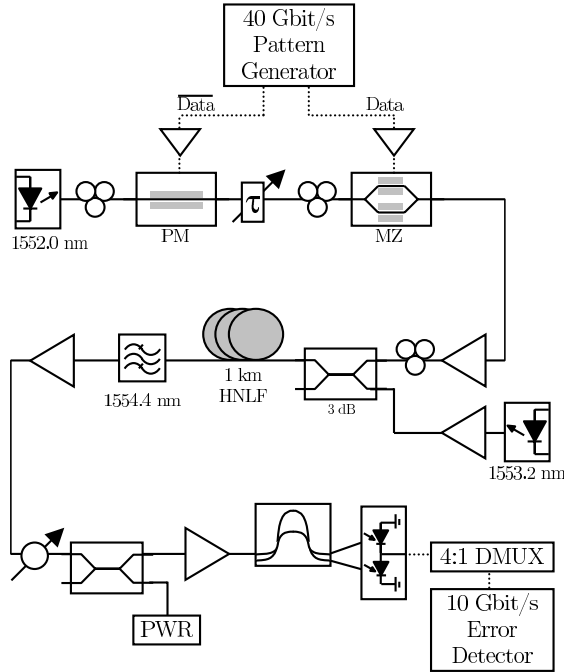 40 Gbit/s
Pattern
Generator
Data
Data
τ
1552.0 nm
PM
MZ
1554.4 nm
1 km
HNLF
3 dB
1553.2 nm
4:1 DMUX
10 Gbit/s
Error
Detector
PWR